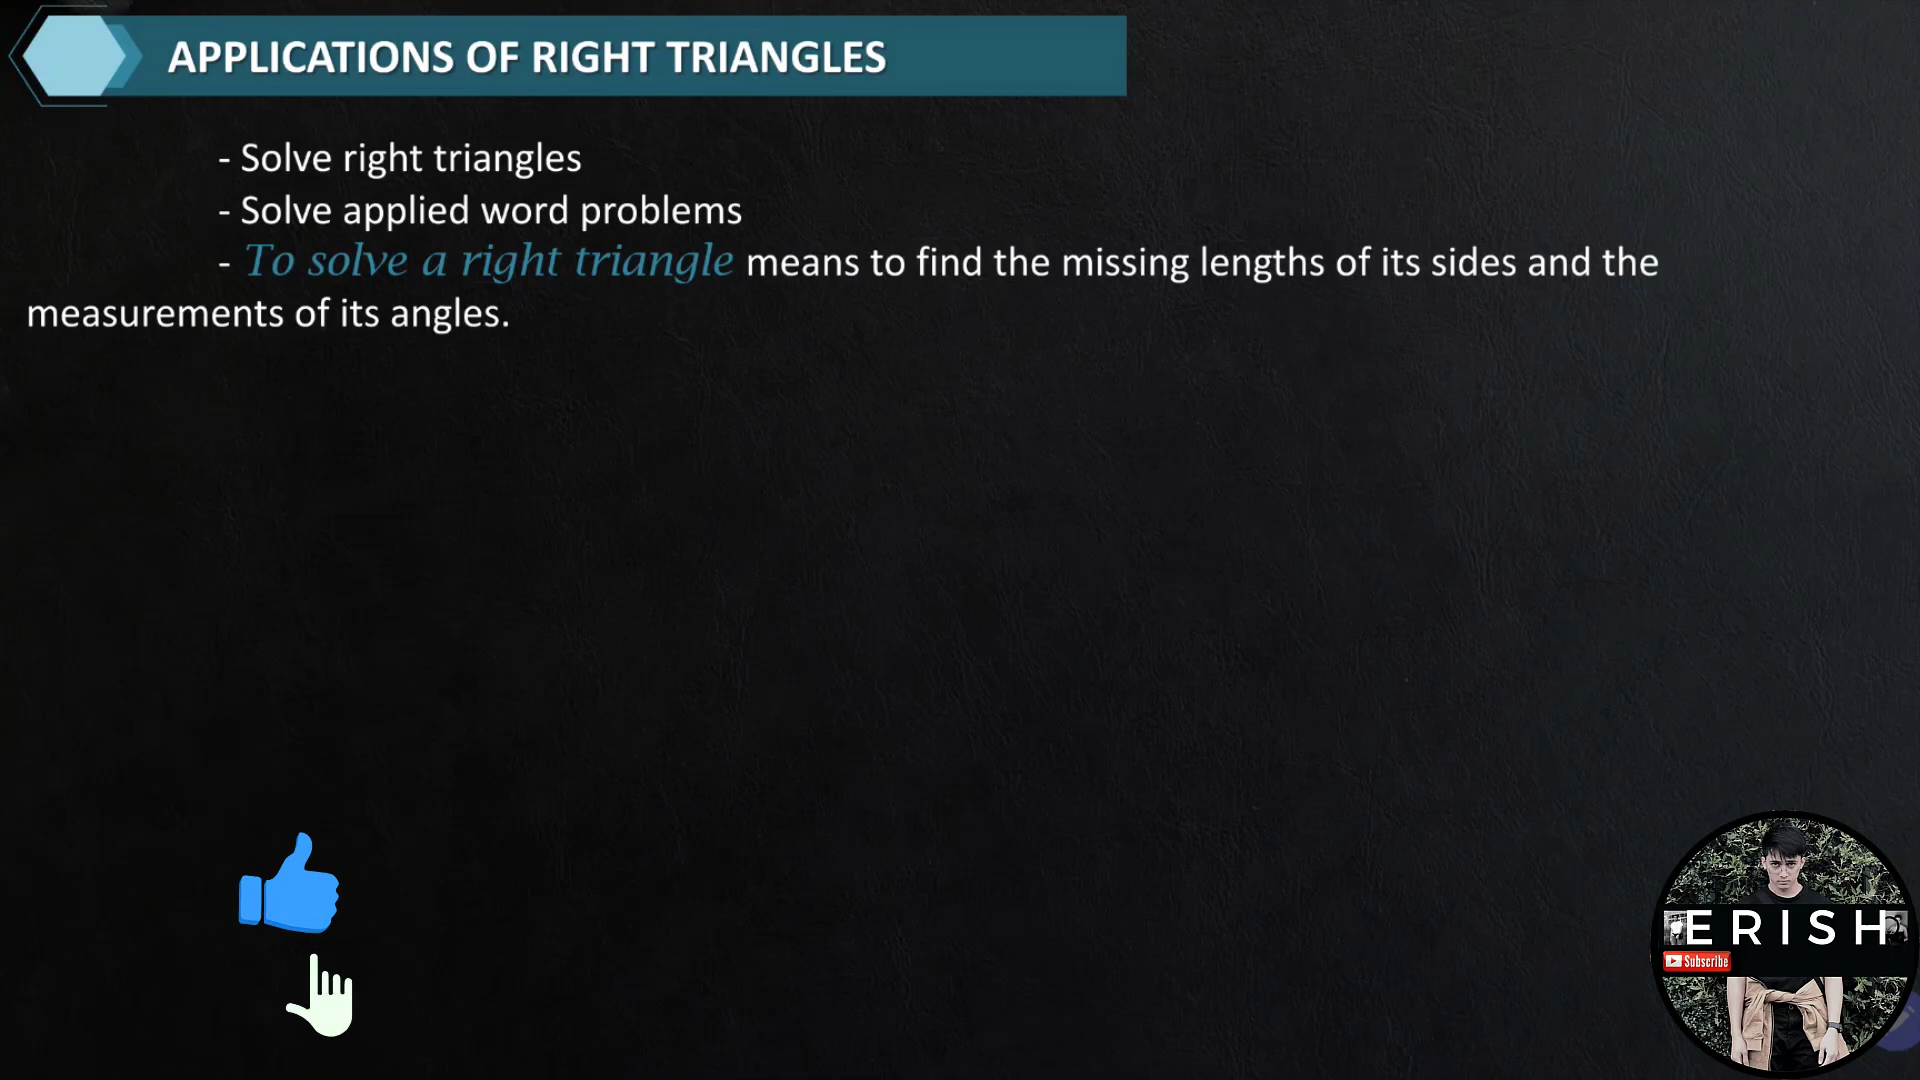 APPLICATIONS OF RIGHT TRIANGLES
- Solve right triangles
- Solve applied word problems
- To solve a right triangle means to find the missing lengths of its sides and the
measurements of its angles.
ERISH
Subscribe